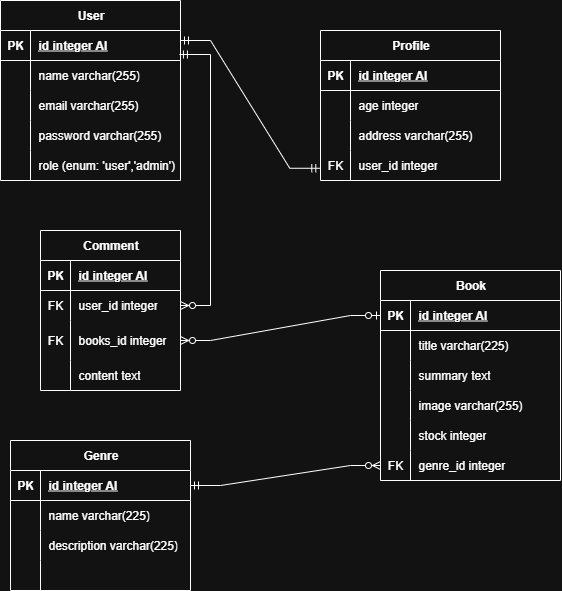 User
PK id integer AI
name varchar(255)
email varchar(255)
password varchar(255)
role (enum: 'user','admin')
Profile
PK id integer AI
age integer
address varchar(255)
FK user_id integer
Comment
PK id integer AI
FK user_id integer
FK books_id integer
content text
Book
PK id integer AI
title varchar(225)
summary text
image varchar(255)
stock integer
FK genre_id integer
Genre
PK id integer AI
name varchar(225)
description varchar(225)